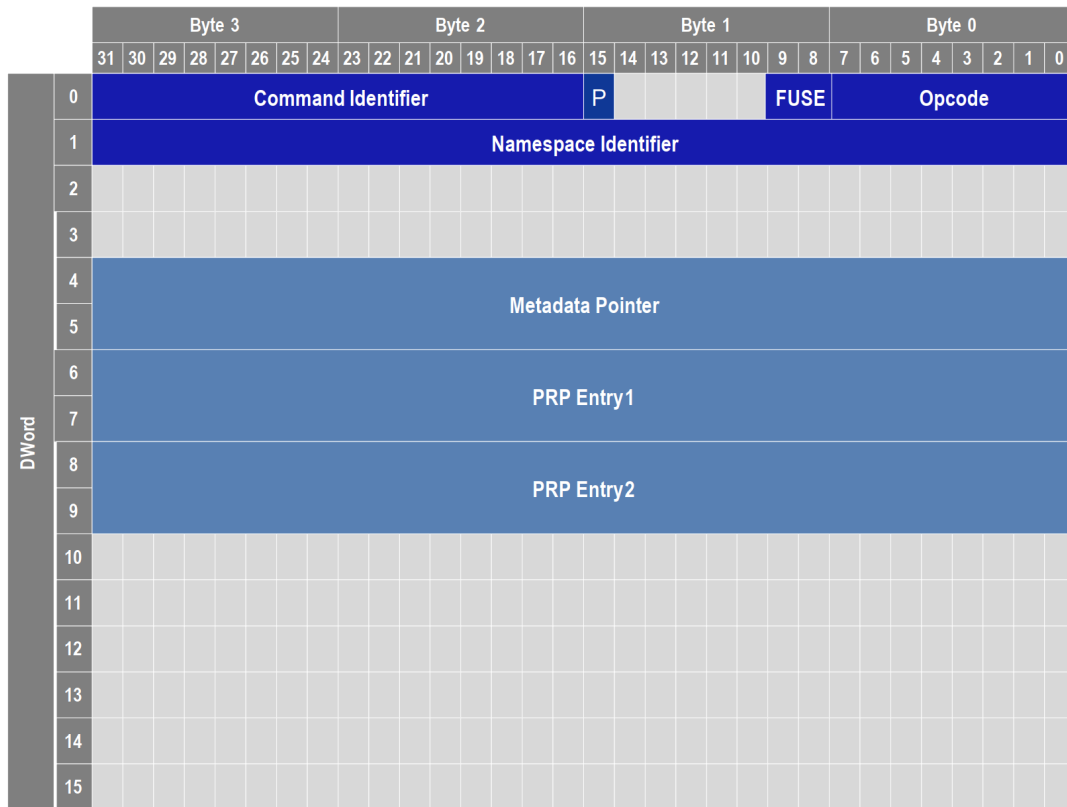 Byte 3 Byte 2 Byte 1 Byte 0
31 30 29 28 27 26 25 24 23 22 21 20 19 18 17 16 15 14 13 12 11 10 9 8 7 6 5 4 3 2 1 0
DWord
0 Command Identifier P FUSE Opcode
1 Namespace Identifier
2
3
4
Metadata Pointer
5
6
PRP Entry1
7
8
PRP Entry2
9
10
11
12
13
14
15